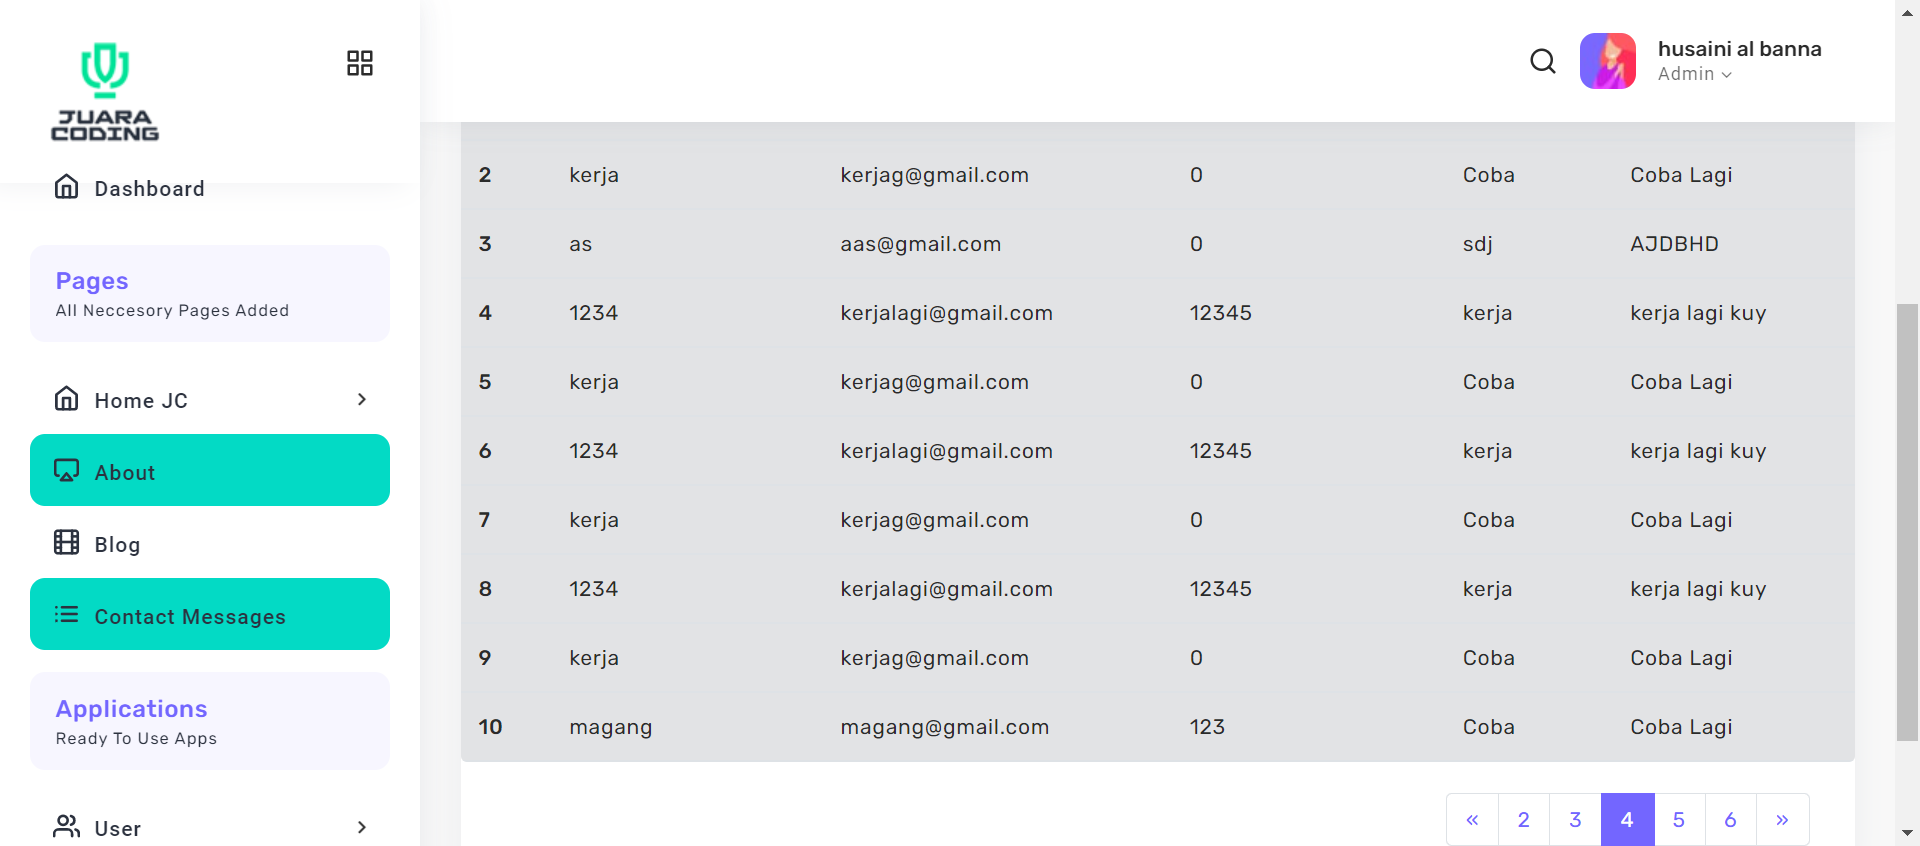 JUARA
CODING
husaini al banna
Admin
Dashboard
Pages
All Neccesory Pages Added
Home JC
About
Blog
Contact Messages
Applications
Ready To Use Apps
User
2 kerja kerjag@gmail.com 0 Coba Coba Lagi
3 as aas@gmail.com 0 sdj AJDBHD
4 1234 kerjalagi@gmail.com 12345 kerja kerja lagi kuy
5 kerja kerjag@gmail.com 0 Coba Coba Lagi
6 1234 kerjalagi@gmail.com 12345 kerja kerja lagi kuy
7 kerja kerjag@gmail.com 0 Coba Coba Lagi
8 1234 kerjalagi@gmail.com 12345 kerja kerja lagi kuy
9 kerja kerjag@gmail.com 0 Coba Coba Lagi
10 magang magang@gmail.com 123 Coba Coba Lagi
« 2 3 4 5 6 »